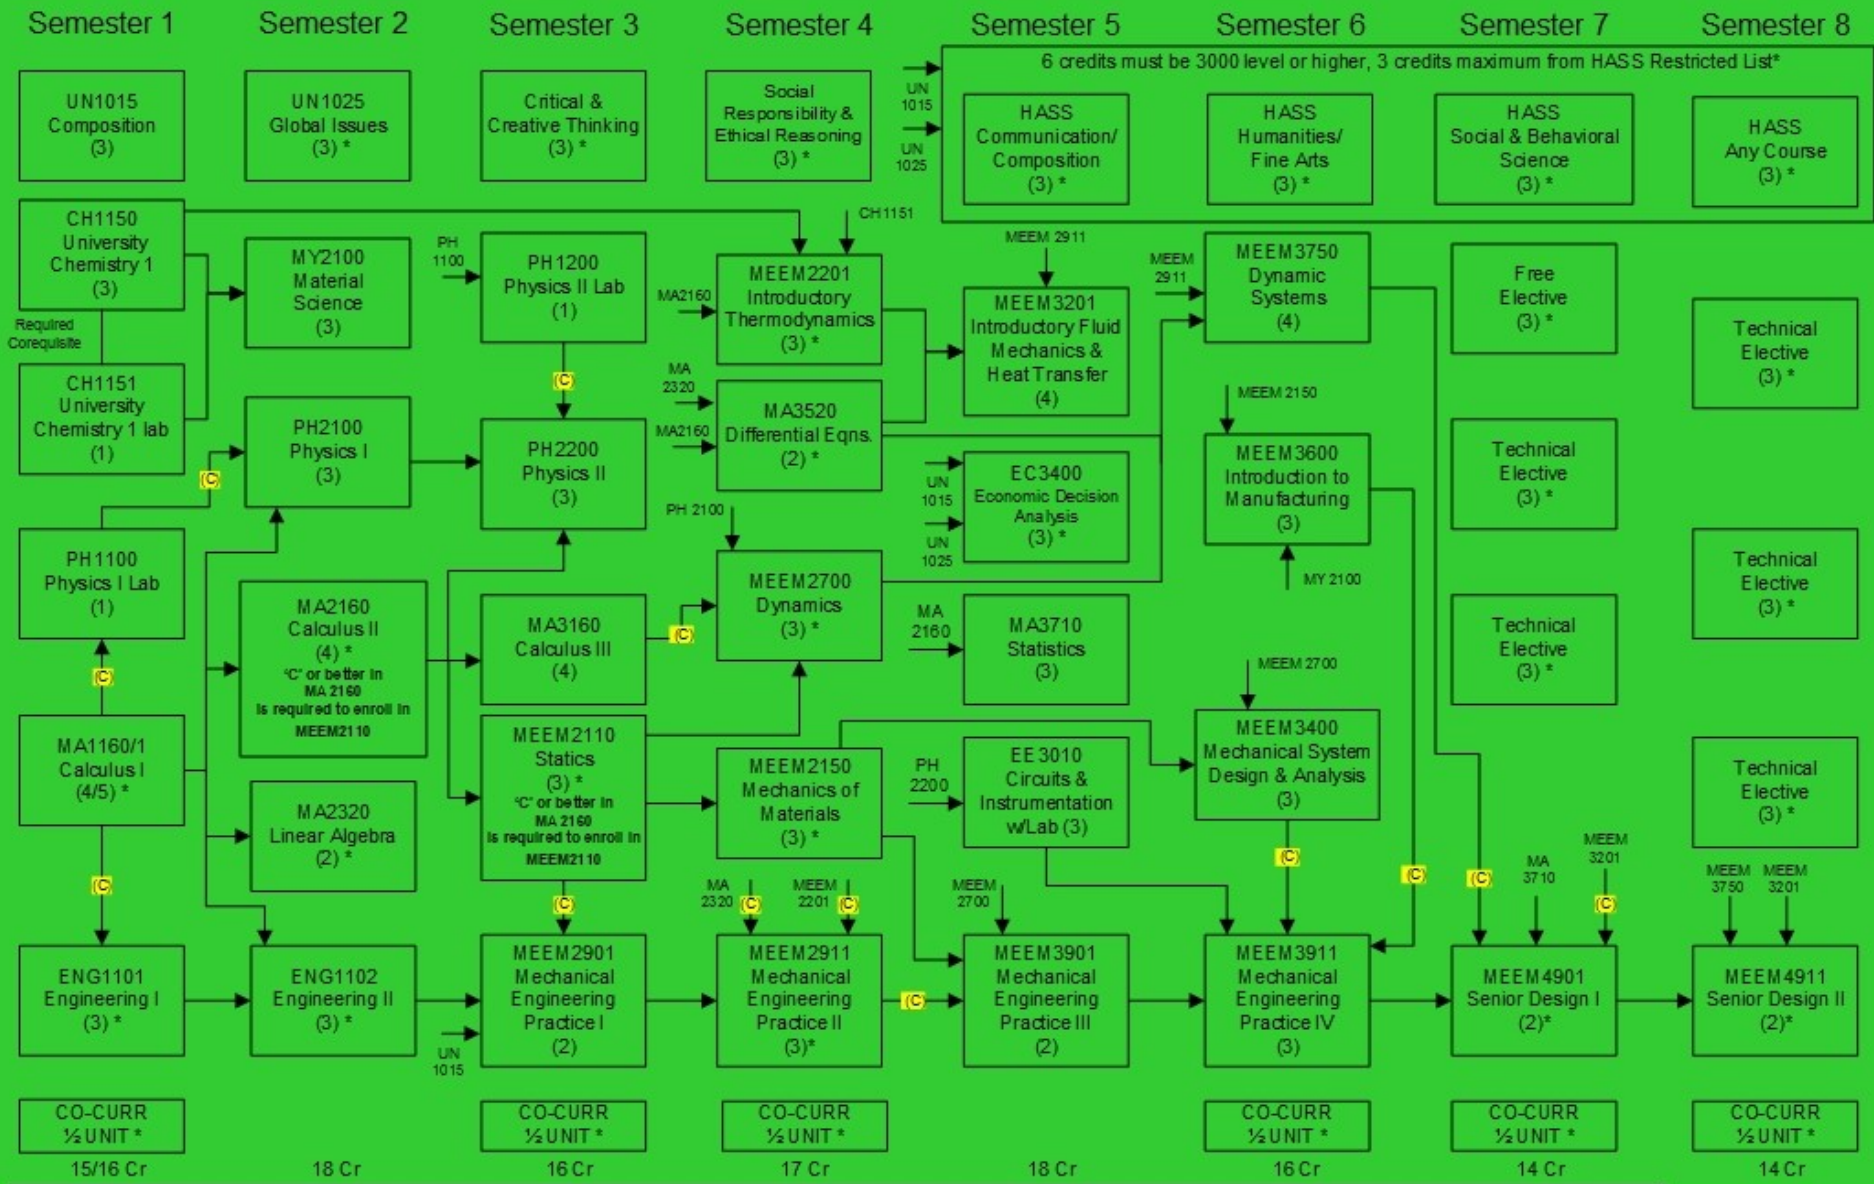 Semester 1
Semester 2
Semester 3
Semester 4
Semester 5
Semester 6
Semester 7
Semester 8
UN1015
Composition
(3)
CH1150
University
Chemistry 1
(3)
Required
Corequisite
CH1151
University
Chemistry 1 lab
(1)
(C)
PH1100
Physics I Lab
(1)
(C)
MA1160/1
Calculus I
(4/5) *
(C)
ENG1101
Engineering I
(3) *
CO-CURR
½ UNIT *
15/16 Cr
UN1025
Global Issues
(3) *
MY2100
Material
Science
(3)
PH2100
Physics I
(3)
MA2160
Calculus II
(4) *
'C' or better in
MA 2160
is required to enroll in
MEEM2110
MA2320
Linear Algebra
(2) *
ENG1102
Engineering II
(3) *
18 Cr
Critical &
Creative Thinking
(3) *
PH
1100
PH1200
Physics II Lab
(1)
(C)
PH2200
Physics II
(3)
MA3160
Calculus III
(4)
(C)
MEEM2110
Statics
(3) *
'C' or better in
MA 2160
is required to enroll in
MEEM2110
(C)
MEEM2901
Mechanical
Engineering
Practice I
(2)
UN
1015
CO-CURR
½ UNIT *
16 Cr
Social
Responsibility &
Ethical Reasoning
(3) *
CH1151
MA2160
MEEM2201
Introductory
Thermodynamics
(3) *
MA
2320
MA2160
MA3520
Differential Eqns.
(2) *
PH 2100
MEEM2700
Dynamics
(3) *
MEEM2150
Mechanics of
Materials
(3) *
MA
2320
(C)
MEEM
2201
(C)
MEEM2911
Mechanical
Engineering
Practice II
(3)*
(C)
CO-CURR
½ UNIT *
17 Cr
6 credits must be 3000 level or higher, 3 credits maximum from HASS Restricted List*
UN
1015
UN
1025
HASS
Communication/
Composition
(3) *
MEEM 2911
MEEM3201
Introductory Fluid
Mechanics &
Heat Transfer
(4)
UN
1015
UN
1025
EC3400
Economic Decision
Analysis
(3) *
MA
2160
MA3710
Statistics
(3)
PH
2200
EE3010
Circuits &
Instrumentation
w/Lab (3)
MEEM
2700
MEEM3901
Mechanical
Engineering
Practice III
(2)
18 Cr
HASS
Humanities/
Fine Arts
(3) *
MEEM
2911
MEEM3750
Dynamic
Systems
(4)
MEEM 2150
MEEM3600
Introduction to
Manufacturing
(3)
MY 2100
MEEM 2700
MEEM3400
Mechanical System
Design & Analysis
(3)
(C)
(C)
MEEM3911
Mechanical
Engineering
Practice IV
(3)
CO-CURR
½ UNIT *
16 Cr
HASS
Social & Behavioral
Science
(3) *
Free
Elective
(3) *
Technical
Elective
(3) *
Technical
Elective
(3) *
(C)
MA
3710
MEEM
3201
(C)
MEEM4901
Senior Design I
(2)*
CO-CURR
½ UNIT *
14 Cr
HASS
Any Course
(3) *
Technical
Elective
(3) *
Technical
Elective
(3) *
Technical
Elective
(3) *
MEEM
3750
MEEM
3201
MEEM4911
Senior Design II
(2)*
CO-CURR
½ UNIT *
14 Cr